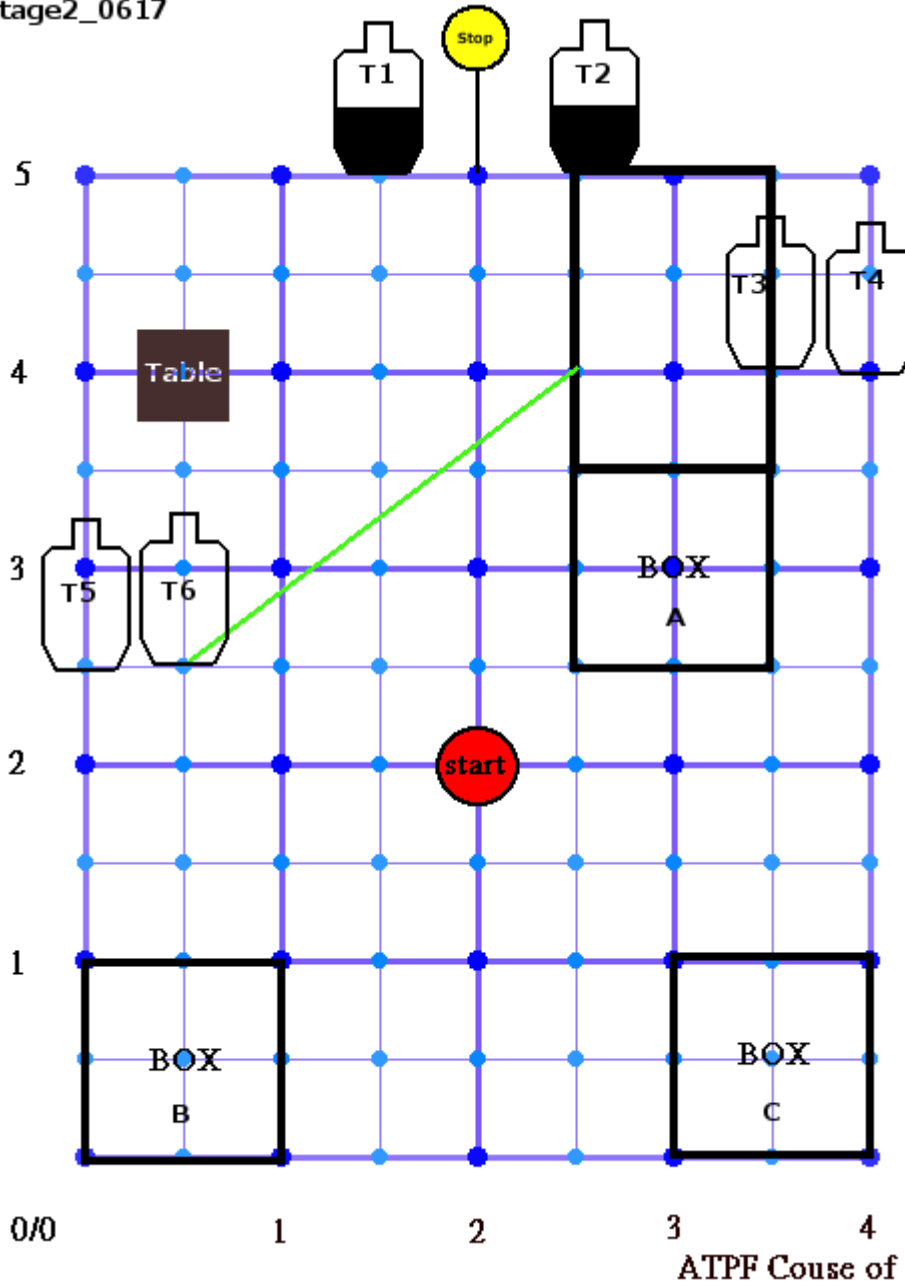 tage2_0617
Stop
T1
T2
5
T3
T4
Table
4
T5
T6
3
BOX
A
2
start
1
BOX
B
BOX
C
0/0
1
2
3
4
ATPF Couse of